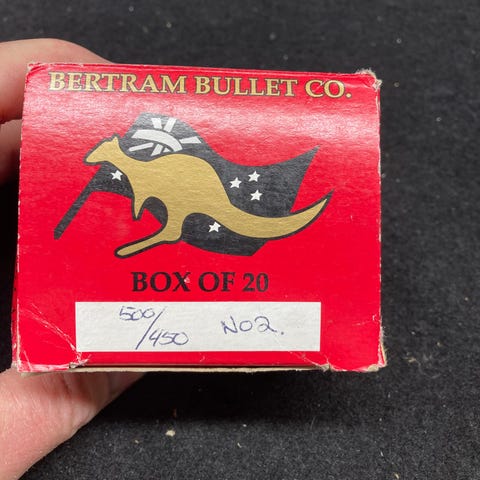 BERTRAM BULLET CO.
BOX OF 20
500/450 No2.